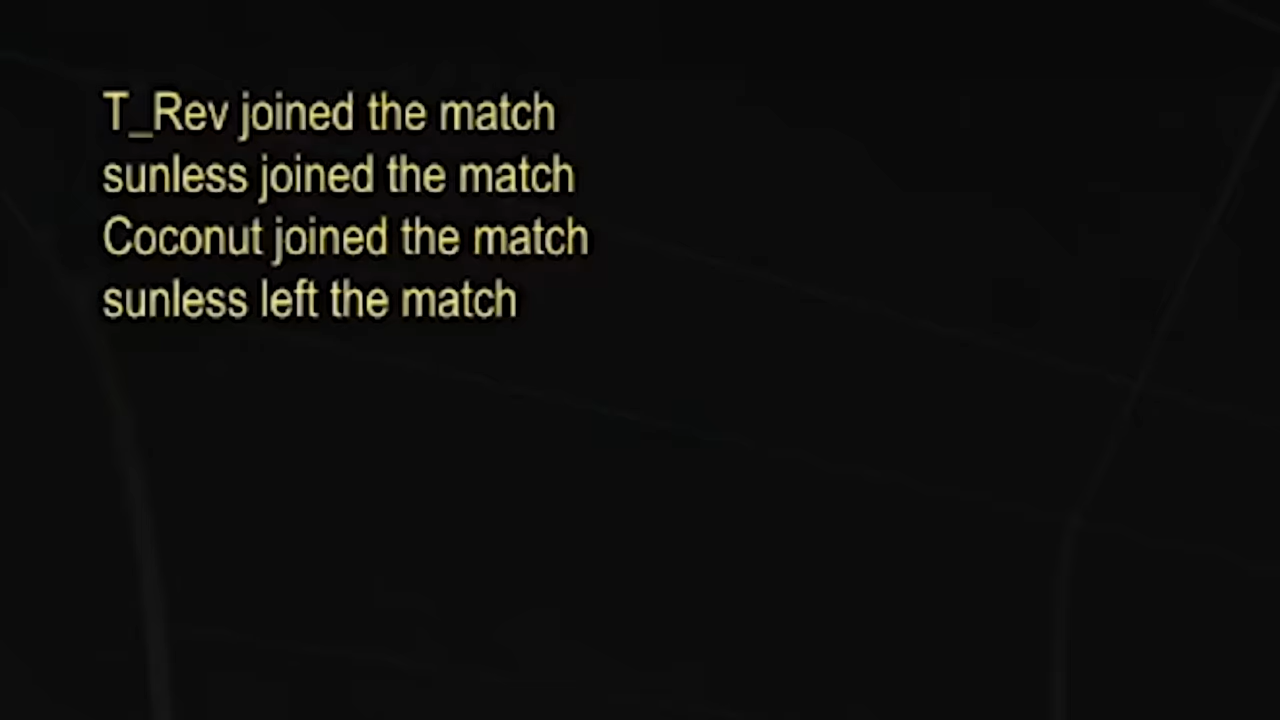 T_Rev joined the match
sunless joined the match
Coconut joined the match
sunless left the match